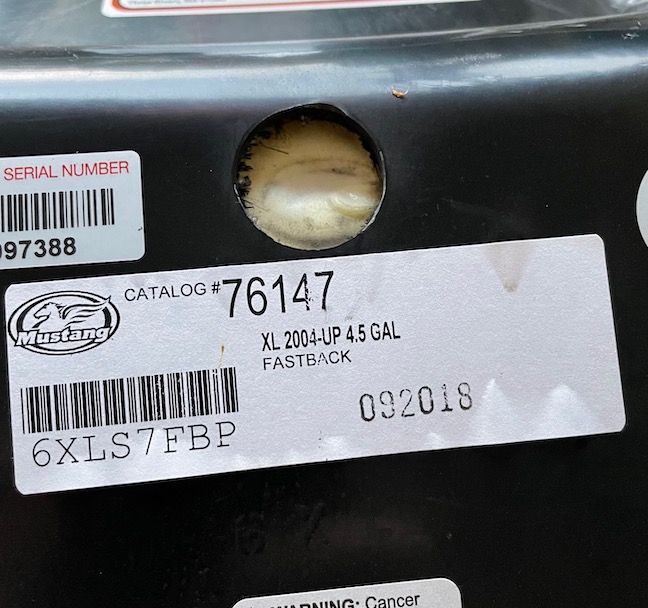 SERIAL NUMBER
97388
Mustang
CATALOG #76147
XL 2004-UP 4.5 GAL
FASTBACK
092018
6XLS7FBP
WARNING: Cancer